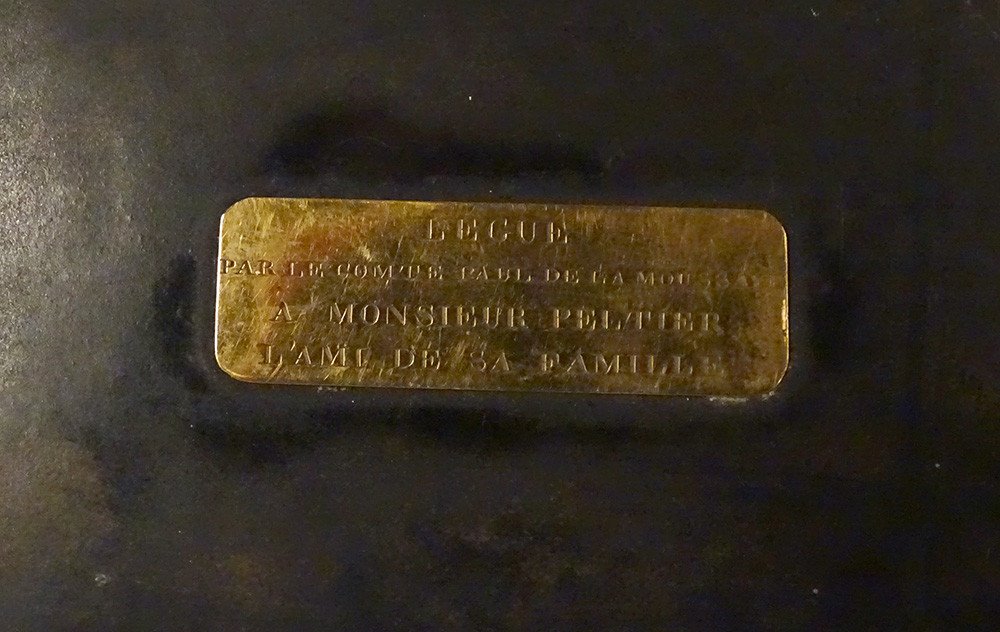 LEGUE
PAR LE COMTE PAUL DE LA
A MONSIEUR PELTIER
L'AMI DE SA FAMILLE